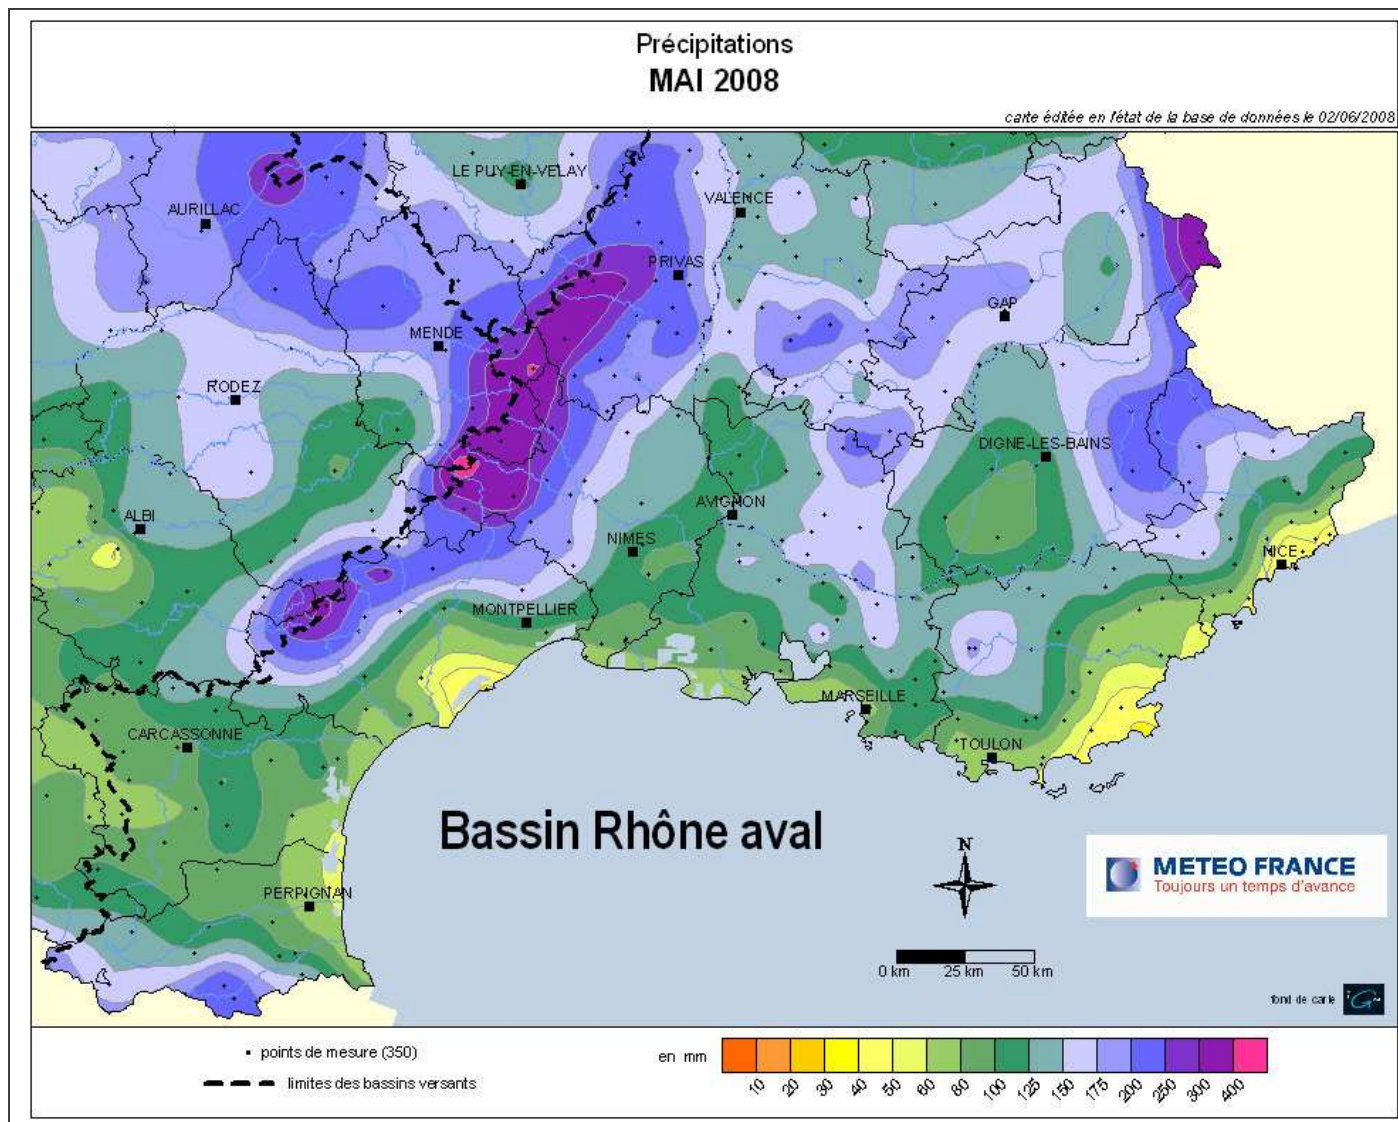 Précipitations
MAI 2008
carte éditée en l'état de la base de données le 02/06/2008
LE PUY-EN-VELAY
AURILLAC
VALENCE
PRIVAS
GAP
MENDE
RODEZ
DIGNE-LES-BAINS
AVIGNON
ALBI
NIMES
NICE
MONTPELLIER
MARSEILLE
CARCASSONNE
TOULON
Bassin Rhône aval
N
METEO FRANCE
Toujours un temps d'avance
PERPIGNAN
0 km 25 km 50 km
fond de carte
points de mesure (350)
limites des bassins versants
en mm
10 20 30 40 50 60 80 100 125 150 175 200 250 300 400